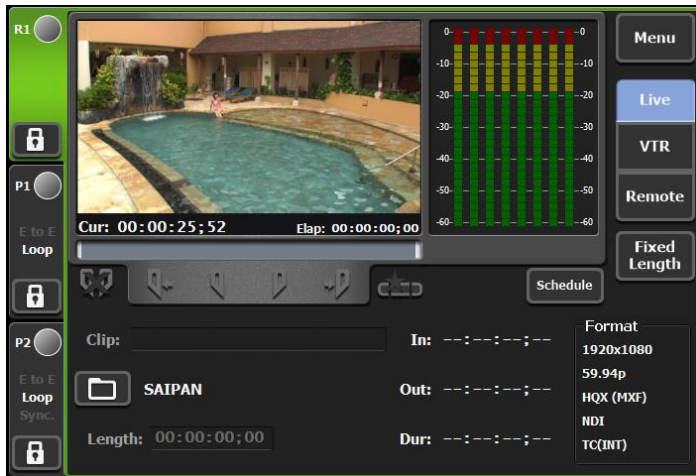 R1
P1
E to E
Loop
P2
E to E
Loop
Sync.
Cur: 00:00:25;52 Elap: 00:00:00;00
0 0
-10 -10
-20 -20
-30 -30
-40 -40
-50 -50
-60 -60
Menu
Live
VTR
Remote
Fixed
Length
Schedule
Clip:
SAIPAN
Length: 00:00:00;00
In: --:--:--;--
Out: --:--:--;--
Dur: --:--:--;--
Format
1920x1080
59.94p
HQX (MXF)
NDI
TC(INT)